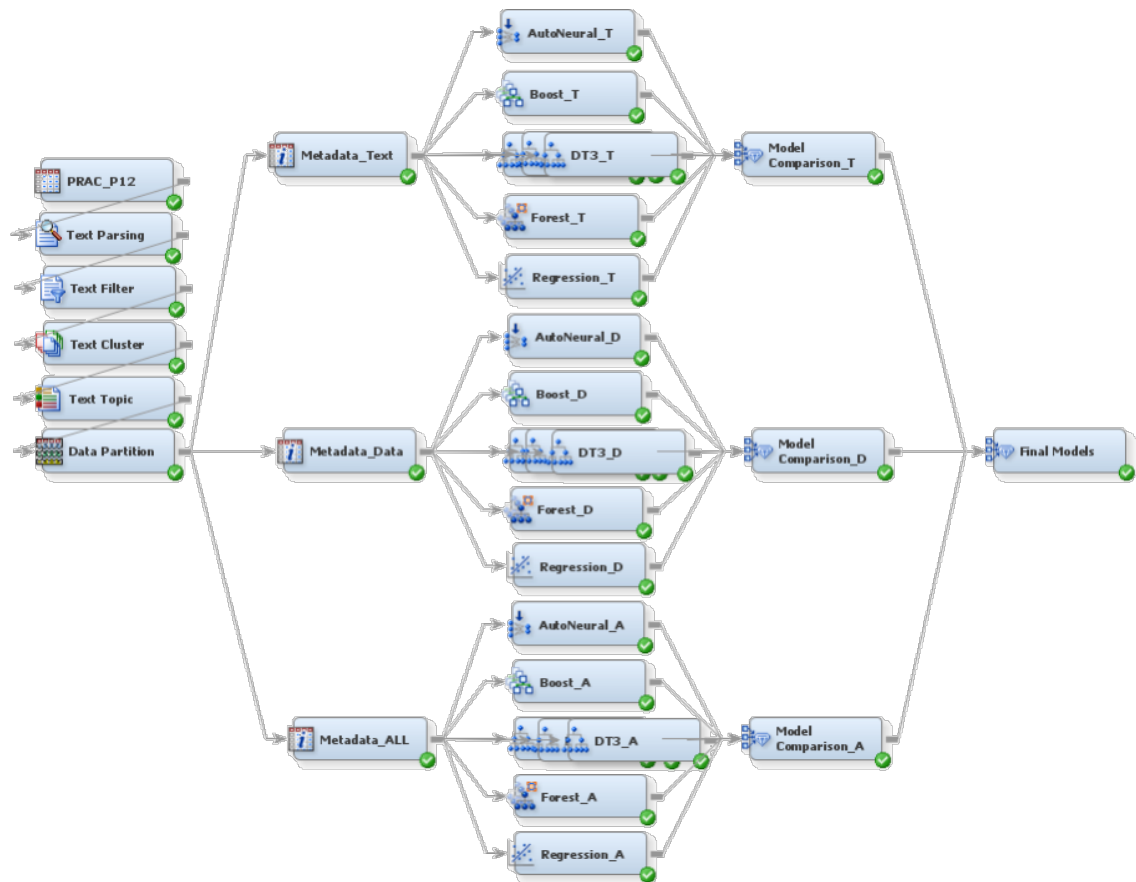 AutoNeural_T
Boost_T
Metadata_Text
DT3_T
Model
Comparison_T
PRAC_P12
Text Parsing
Forest_T
Text Filter
Regression_T
Text Cluster
AutoNeural_D
Text Topic
Boost_D
Data Partition
Metadata_Data
DT3_D
Model
Comparison_D
Final Models
Forest_D
Regression_D
AutoNeural_A
Boost_A
Metadata_ALL
DT3_A
Model
Comparison_A
Forest_A
Regression_A